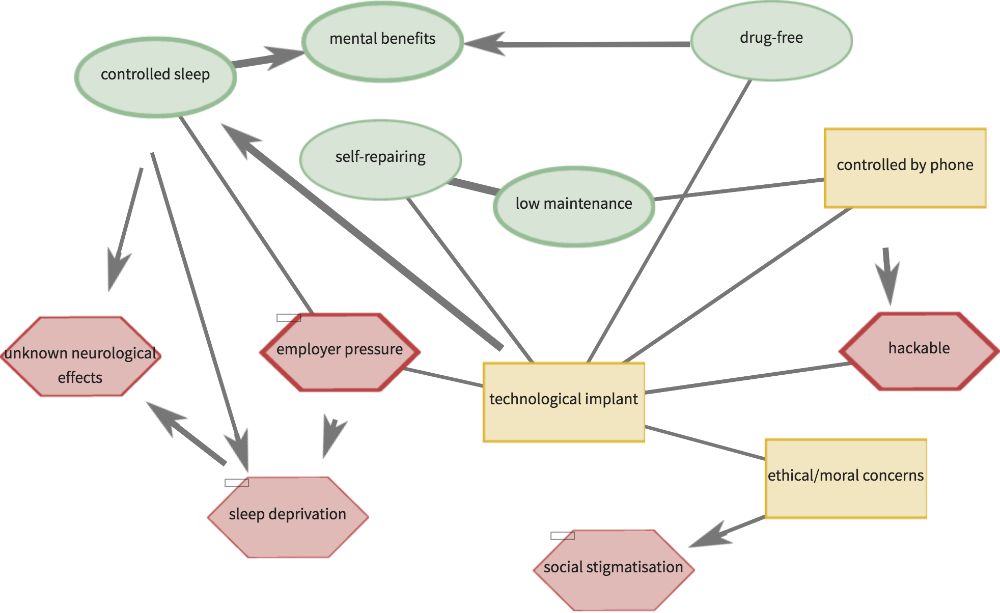 mental benefits
drug-free
controlled sleep
self-repairing
controlled by phone
low maintenance
unknown neurological
effects
employer pressure
hackable
technological implant
ethical/moral concerns
sleep deprivation
social stigmatisation